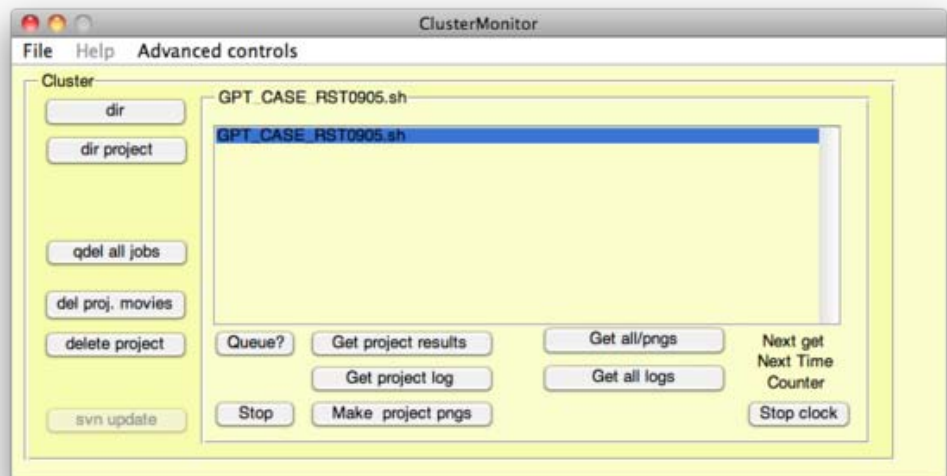 ClusterMonitor
File Help Advanced controls
Cluster
dir
GPT_CASE_RST0905.sh
GPT_CASE_RST0905.sh
dir project
qdel all jobs
del proj. movies
delete project
Queue? Get project results Get all/pngs Next get
Next Time
Get project log Get all logs Counter
svn update Stop Make project pngs Stop clock